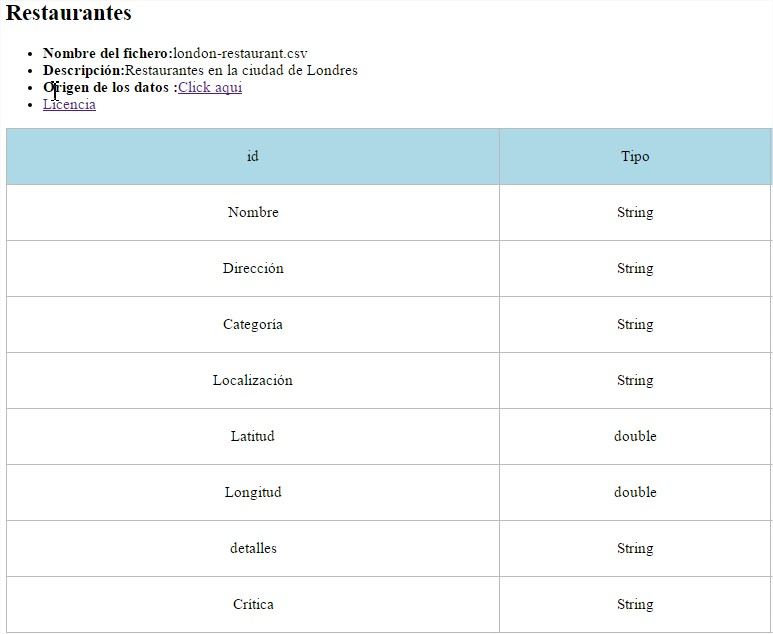 Restaurantes
Nombre del fichero:london-restaurant.csv
Descripción:Restaurantes en la ciudad de Londres
Origen de los datos :Click aqui
Licencia
id Tipo
Nombre String
Dirección String
Categoría String
Localización String
Latitud double
Longitud double
detalles String
Crítica String